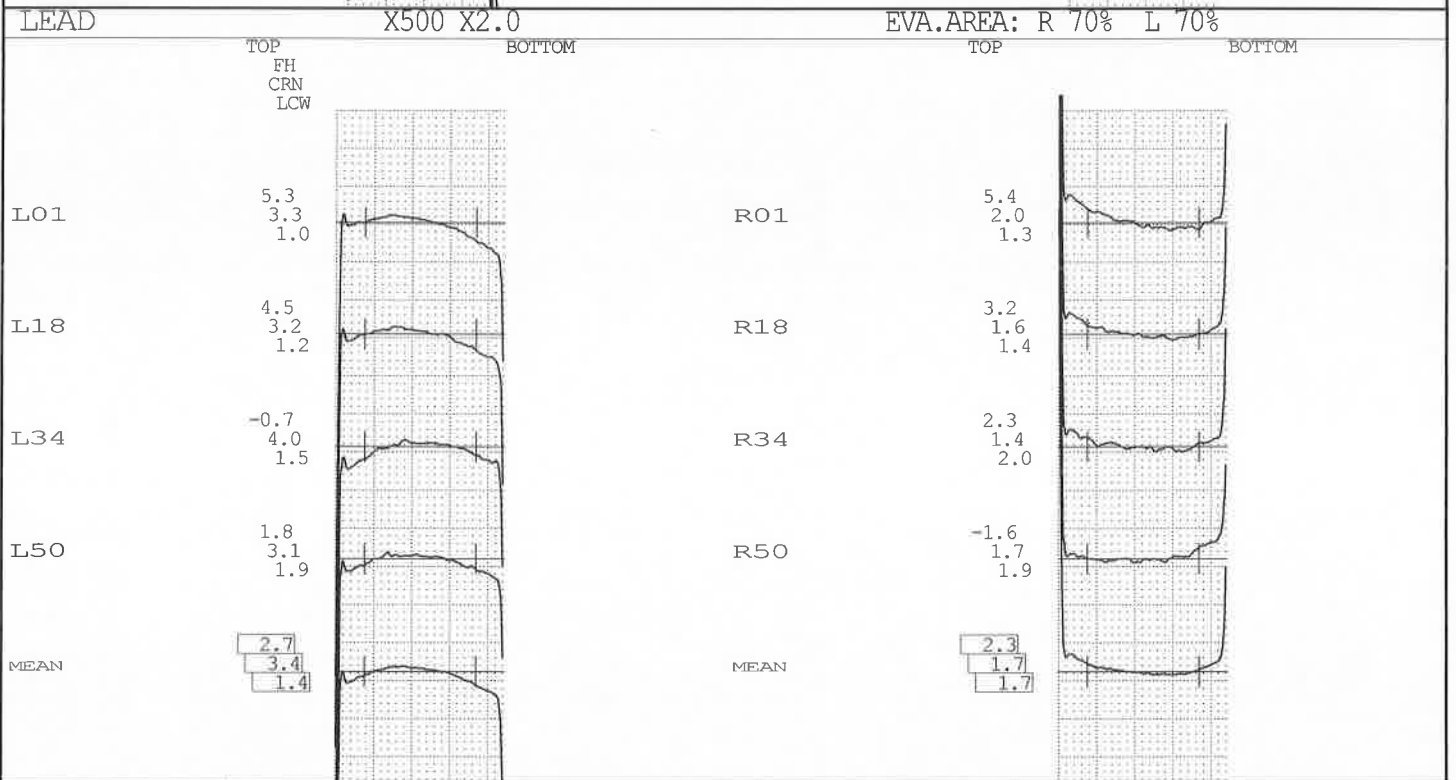 LEAD X500 X2.0 EVA.AREA: R 70% L 70%
TOP BOTTOM TOP BOTTOM
FH
CRN
LCW
L01 5.3 3.3 1.0 R01 5.4 2.0 1.3
L18 4.5 3.2 1.2 R18 3.2 1.6 1.4
L34 -0.7 4.0 1.5 R34 2.3 1.4 2.0
L50 1.8 3.1 1.9 R50 -1.6 1.7 1.9
MEAN 2.7 3.4 1.4 MEAN 2.3 1.7 1.7